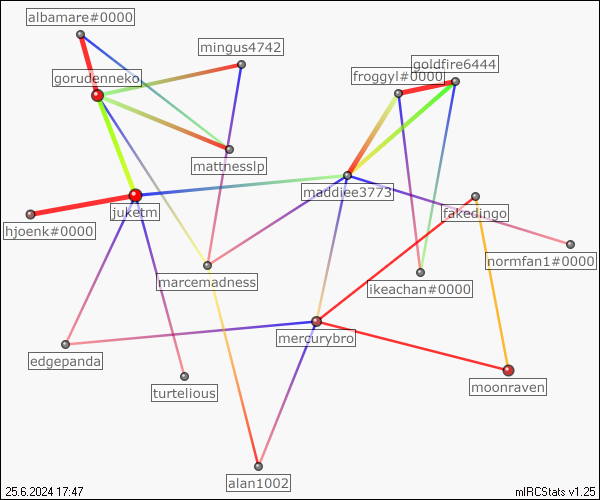 albamare#0000
mingus4742
goldfire6444
froggyl#0000
gorudenneko
mattnesslp
maddiee3773
juketm
fakedingo
hjoenk#0000
normfan1#0000
marcemadness
ikeachan#0000
mercurybro
edgepanda
moonraven
turtelious
alan1002
25.6.2024 17:47
mIRCStats v1.25